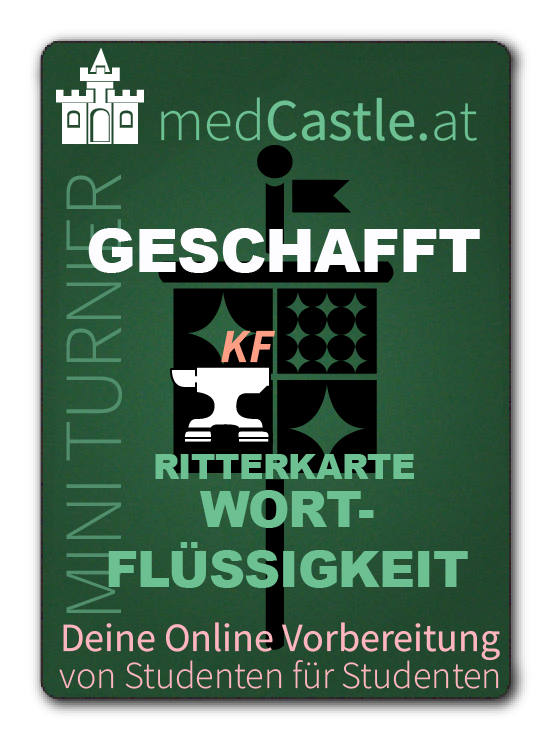 medCastle.at
MINI TURNIER
GESCHAFFT
KF
RITTERKARTE
WORT-
FLÜSSIGKEIT
Deine Online Vorbereitung
von Studenten für Studenten